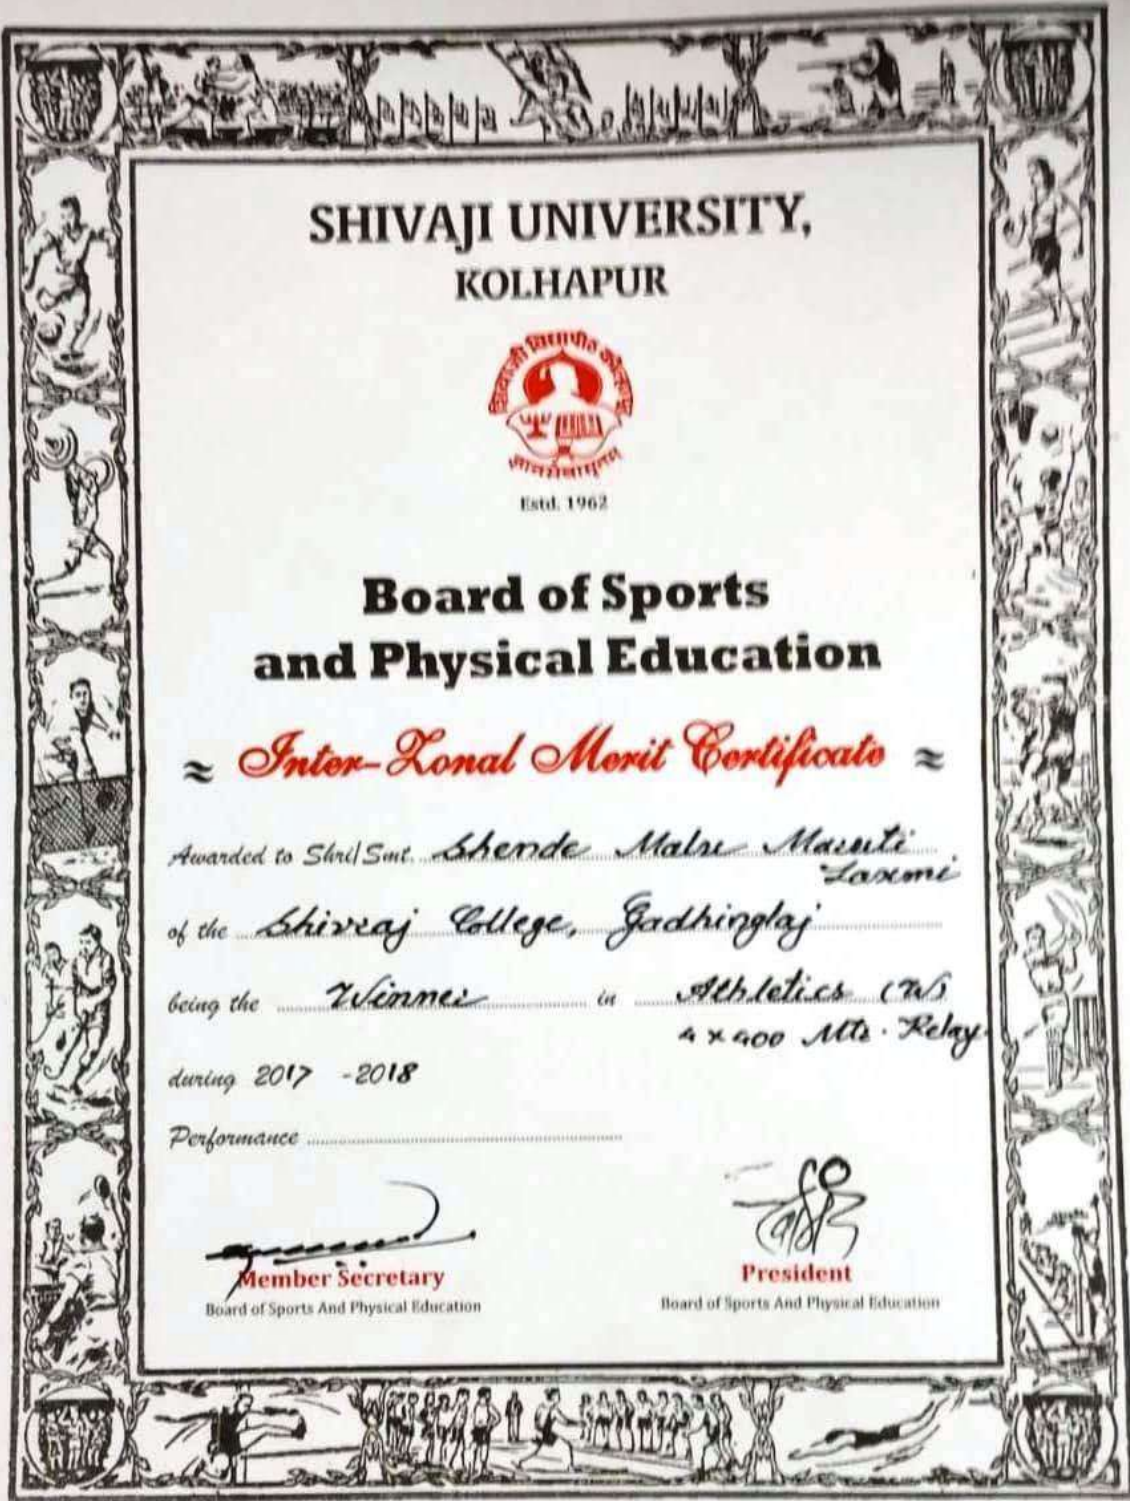 SHIVAJI UNIVERSITY,
KOLHAPUR
शिवाजी विद्यापीठ कोल्हापूर
ज्ञानमेवामृतम्
Estd. 1962
Board of Sports
and Physical Education
≈ Inter-Zonal Merit Certificate ≈
Awarded to Shri/Smt. Shende Maruti
Laxmi
of the Shivraj College, Gadhinglaj
being the Winner in Athletics (W)
4 x 400 Mts. Relay.
during 2017 -2018
Performance
Member Secretary
President
Board of Sports And Physical Education
Board of Sports And Physical Education